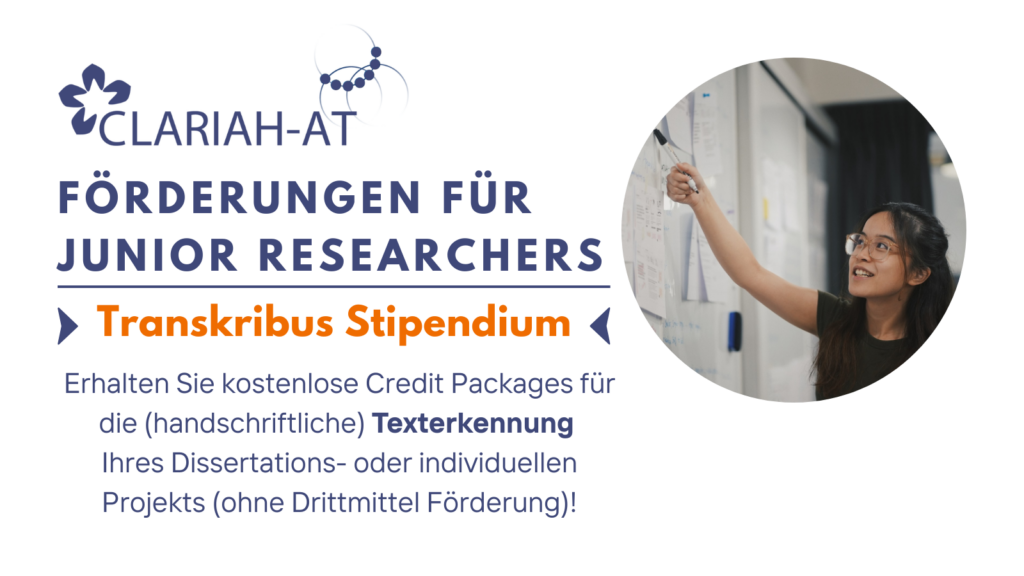 CLARIAH-AT
FÖRDERUNGEN FÜR
JUNIOR RESEARCHERS
Transkribus Stipendium
Erhalten Sie kostenlose Credit Packages für
die (handschriftliche) Texterkennung
Ihres Dissertations- oder individuellen
Projekts (ohne Drittmittel Förderung)!